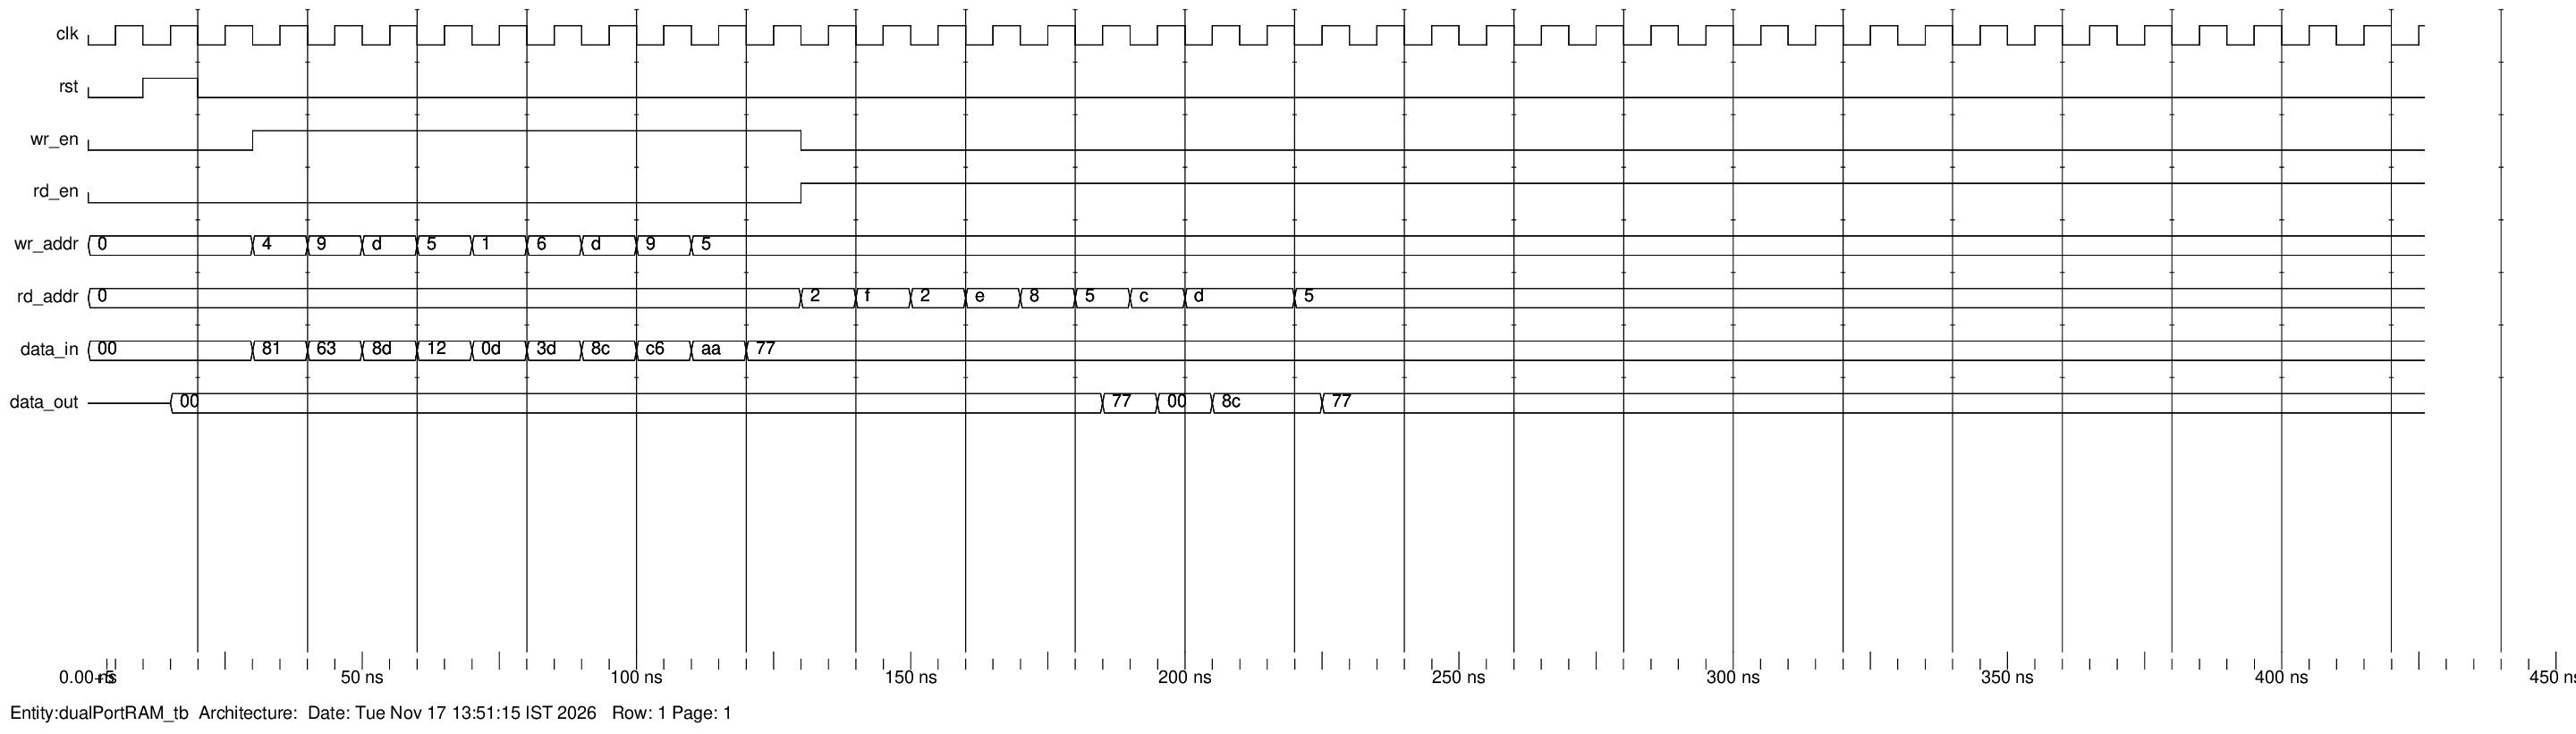 clk
rst
wr_en
rd_en
wr_addr 0 4 9 d 5 1 6 d 9 5
rd_addr 0 2 f 2 e 8 5 c d 5
data_in 00 81 63 8d 12 0d 3d 8c c6 aa 77
data_out 00 77 00 8c 77
50 ns 100 ns 150 ns 200 ns 250 ns 300 ns 350 ns 400 ns 450 ns
Entity:dualPortRAM_tb Architecture: Date: Tue Nov 17 13:51:15 IST 2026 Row: 1 Page: 1